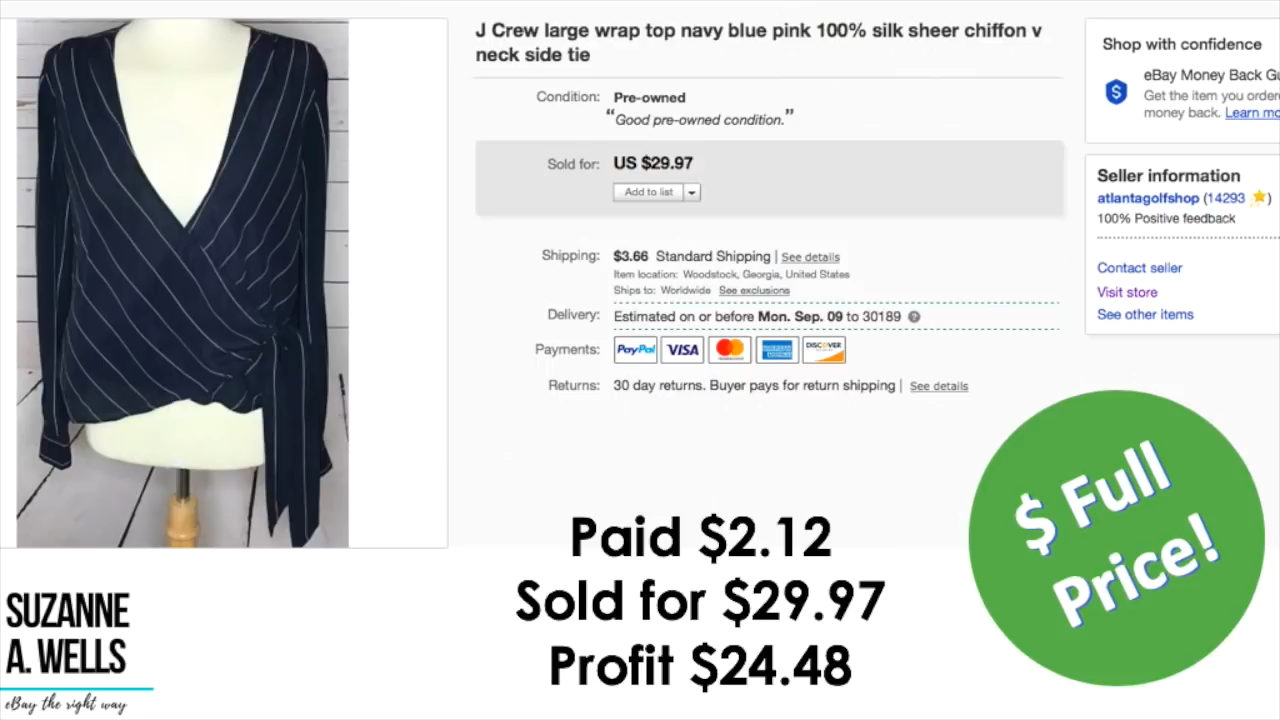 J Crew large wrap top navy blue pink 100% silk sheer chiffon v
neck side tie
Condition: Pre-owned
“Good pre-owned condition.”
Sold for: US $29.97
Add to list
Shipping: $3.66 Standard Shipping | See details
Item location: Woodstock, Georgia, United States
Ships to: Worldwide See exclusions
Delivery: Estimated on or before Mon. Sep. 09 to 30189
Payments: PayPal VISA MasterCard AMERICAN EXPRESS DISCOVER
Returns: 30 day returns. Buyer pays for return shipping | See details
Shop with confidence
eBay Money Back Gu
Get the item you ordere
money back. Learn mo
Seller information
atlantagolfshop (14293 )
100% Positive feedback
Contact seller
Visit store
See other items
$ Full
Price!
Paid $2.12
Sold for $29.97
Profit $24.48
SUZANNE
A. WELLS
eBay the right way